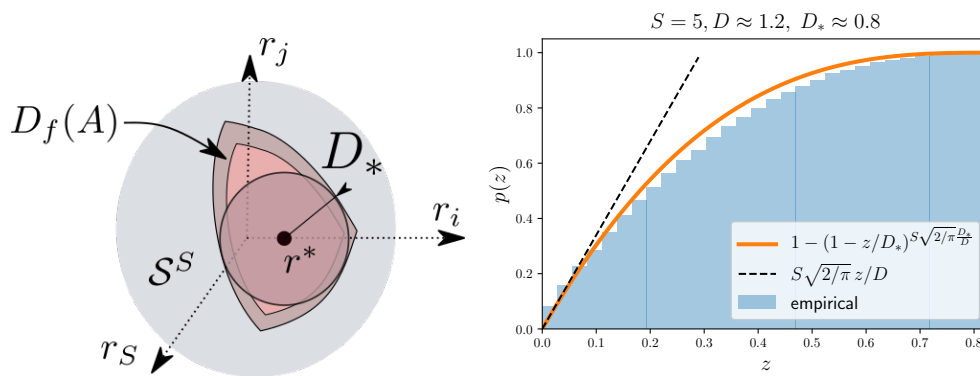 r_j
D_f(A)
D_*
r_i
r^*
𝒮^S
r_S
S = 5, D ≈ 1.2, D_* ≈ 0.8
p(z)
1.0
0.8
0.6
0.4
0.2
0.0
1 − (1 − z/D_*)^{S√(2/π) D_*/D}
S√(2/π) z/D
empirical
0.0 0.1 0.2 0.3 0.4 0.5 0.6 0.7 0.8
z